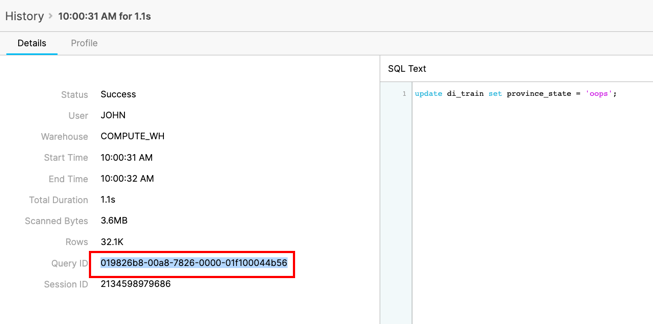 History > 10:00:31 AM for 1.1s
Details Profile
Status Success
User JOHN
Warehouse COMPUTE_WH
Start Time 10:00:31 AM
End Time 10:00:32 AM
Total Duration 1.1s
Scanned Bytes 3.6MB
Rows 32.1K
Query ID 019826b8-00a8-7826-0000-01f100044b56
Session ID 2134598979686
SQL Text
1 update di_train set province_state = 'oops';